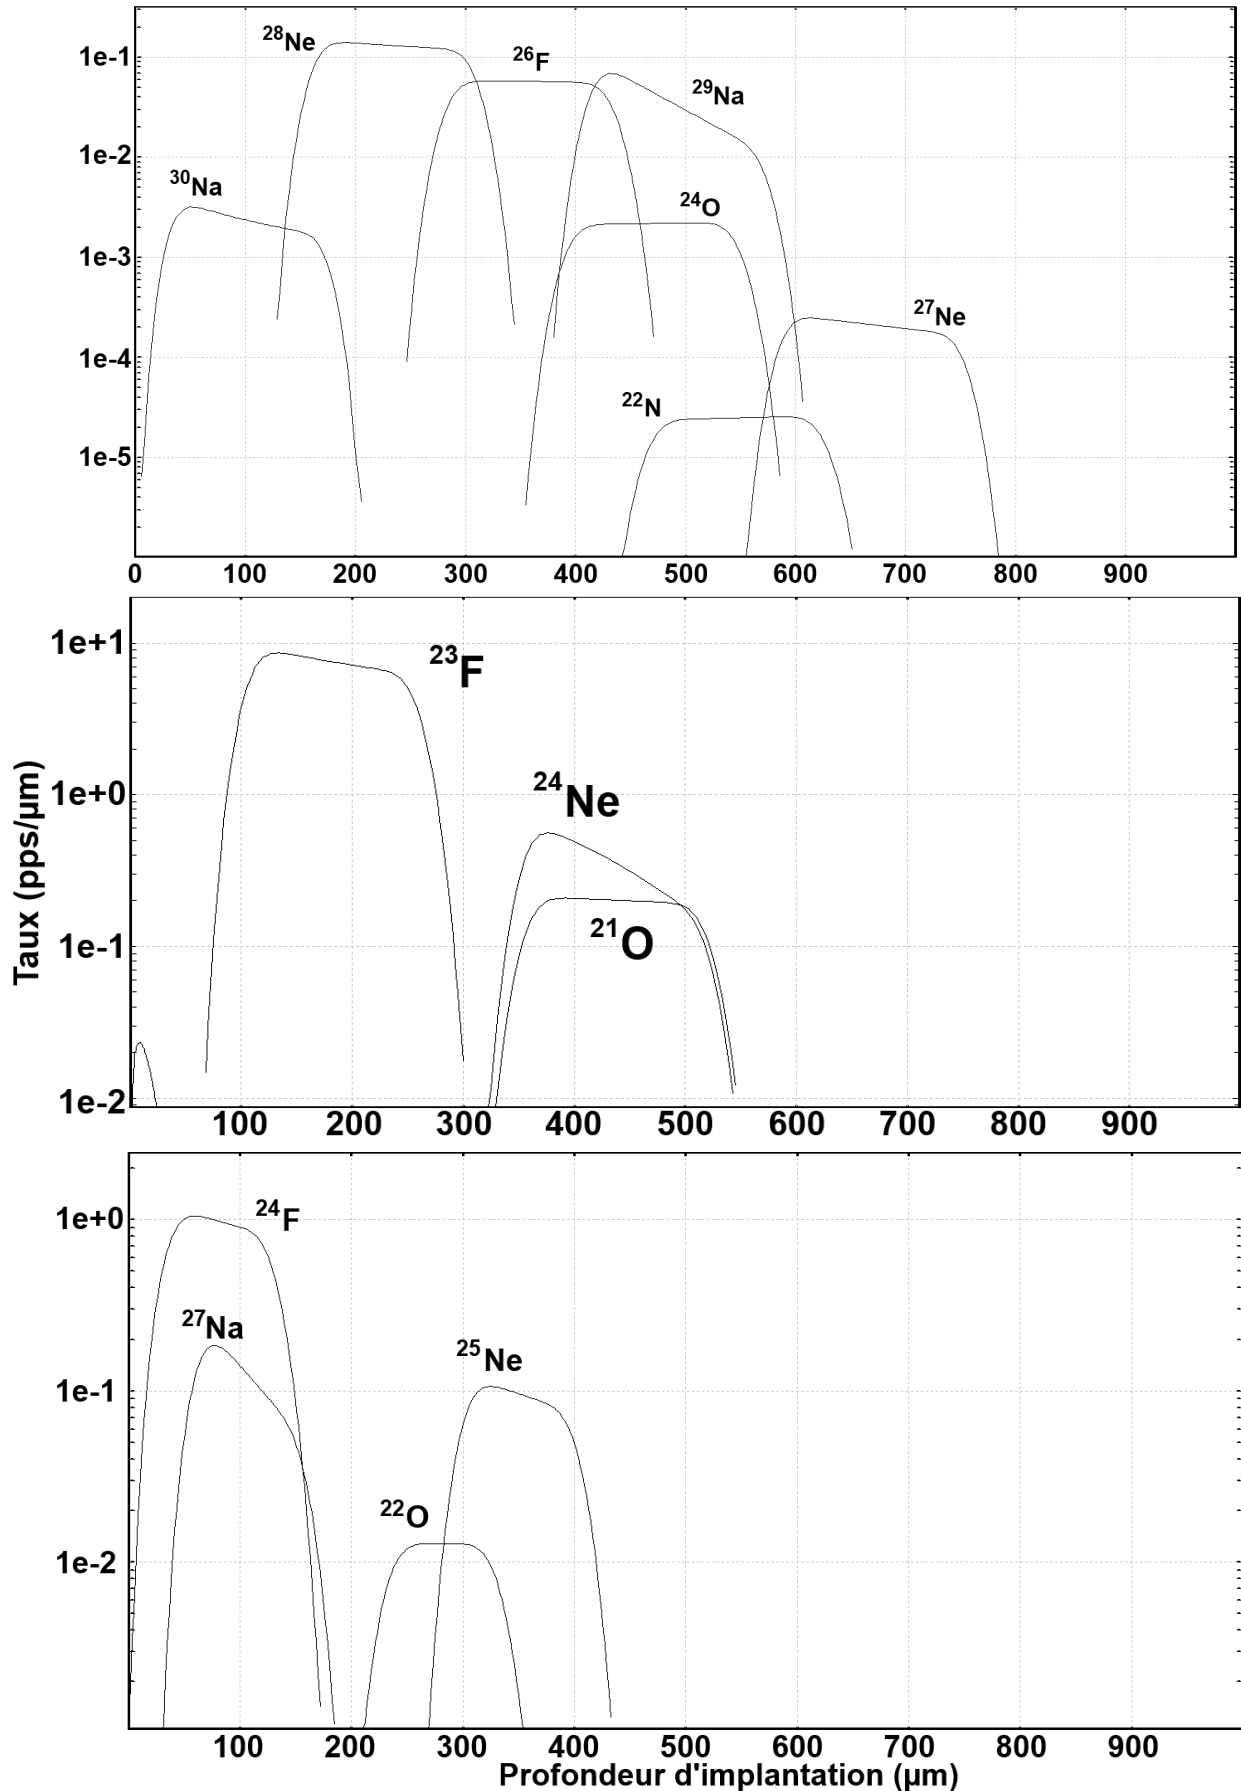 1e-1
1e-2
1e-3
1e-4
1e-5
²⁸Ne
²⁶F
²⁹Na
³⁰Na
²⁴O
²⁷Ne
²²N
0 100 200 300 400 500 600 700 800 900
Taux (pps/µm)
1e+1
1e+0
1e-1
1e-2
²³F
²⁴Ne
²¹O
100 200 300 400 500 600 700 800 900
1e+0
1e-1
1e-2
²⁴F
²⁷Na
²⁵Ne
²²O
100 200 300 400 500 600 700 800 900
Profondeur d'implantation (µm)